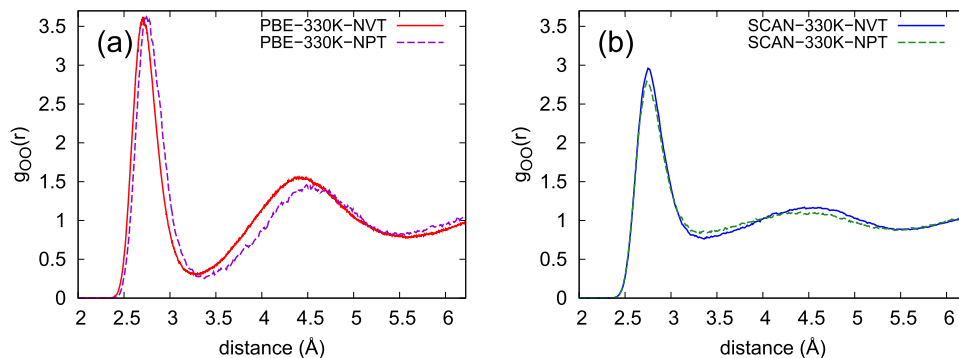 (a)
PBE−330K−NVT
PBE−330K−NPT
gOO(r)
3.5
3
2.5
2
1.5
1
0.5
0
2 2.5 3 3.5 4 4.5 5 5.5 6
distance (Å)
(b)
SCAN−330K−NVT
SCAN−330K−NPT
gOO(r)
3.5
3
2.5
2
1.5
1
0.5
0
2 2.5 3 3.5 4 4.5 5 5.5 6
distance (Å)